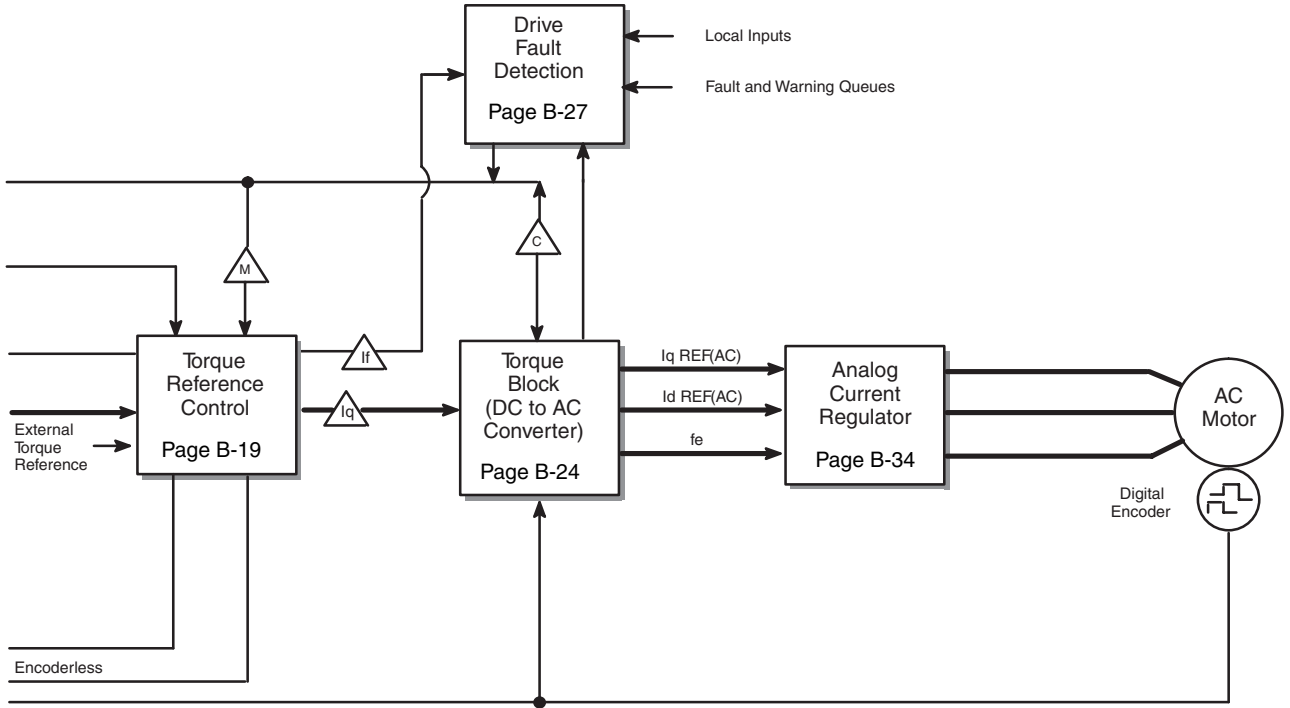 Drive
Fault
Detection
Page B-27
Local Inputs
Fault and Warning Queues
C
M
Torque
Reference
Control
Page B-19
If
Iq
External
Torque
Reference
Torque
Block
(DC to AC
Converter)
Page B-24
Iq REF(AC)
Id REF(AC)
fe
Analog
Current
Regulator
Page B-34
AC
Motor
Digital
Encoder
Encoderless